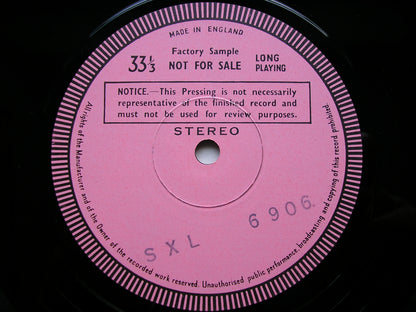 MADE IN ENGLAND
Factory Sample
33⅓ NOT FOR SALE LONG PLAYING
NOTICE.—This Pressing is not necessarily
representative of the finished record and
must not be used for review purposes.
STEREO
SXL 6906.
All rights of the Manufacturer and of the Owner of the recorded work reserved. Unauthorised public performance, broadcasting and copying of this record prohibited.